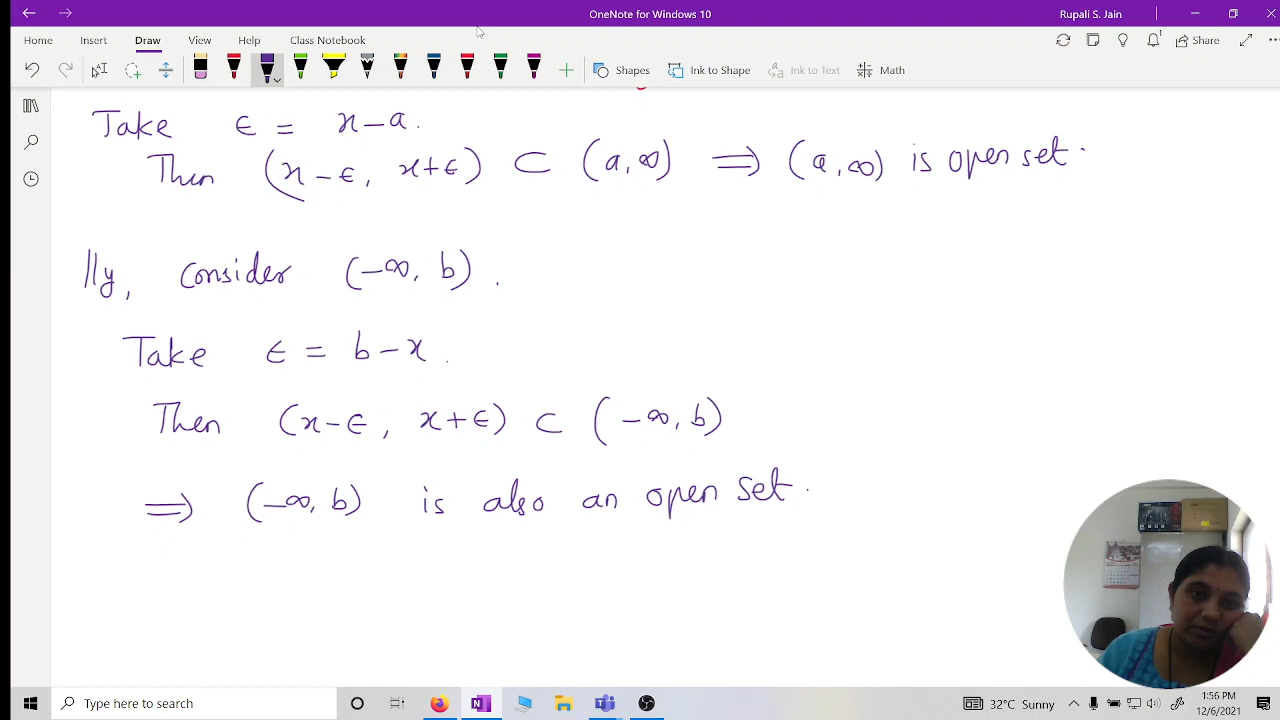 OneNote for Windows 10
Rupali S. Jain
Home Insert Draw View Help Class Notebook
Share
Shapes Ink to Shape Ink to Text Math
Take ϵ = x-a.
Then (x-ϵ, x+ϵ) ⊂ (a,∞) ⟹ (a,∞) is open set.
lly, consider (-∞, b).
Take ϵ = b-x.
Then (x-ϵ, x+ϵ) ⊂ (-∞, b)
⟹ (-∞, b) is also an open set.
Type here to search
32°C Sunny
1:56 PM
12/6/2021